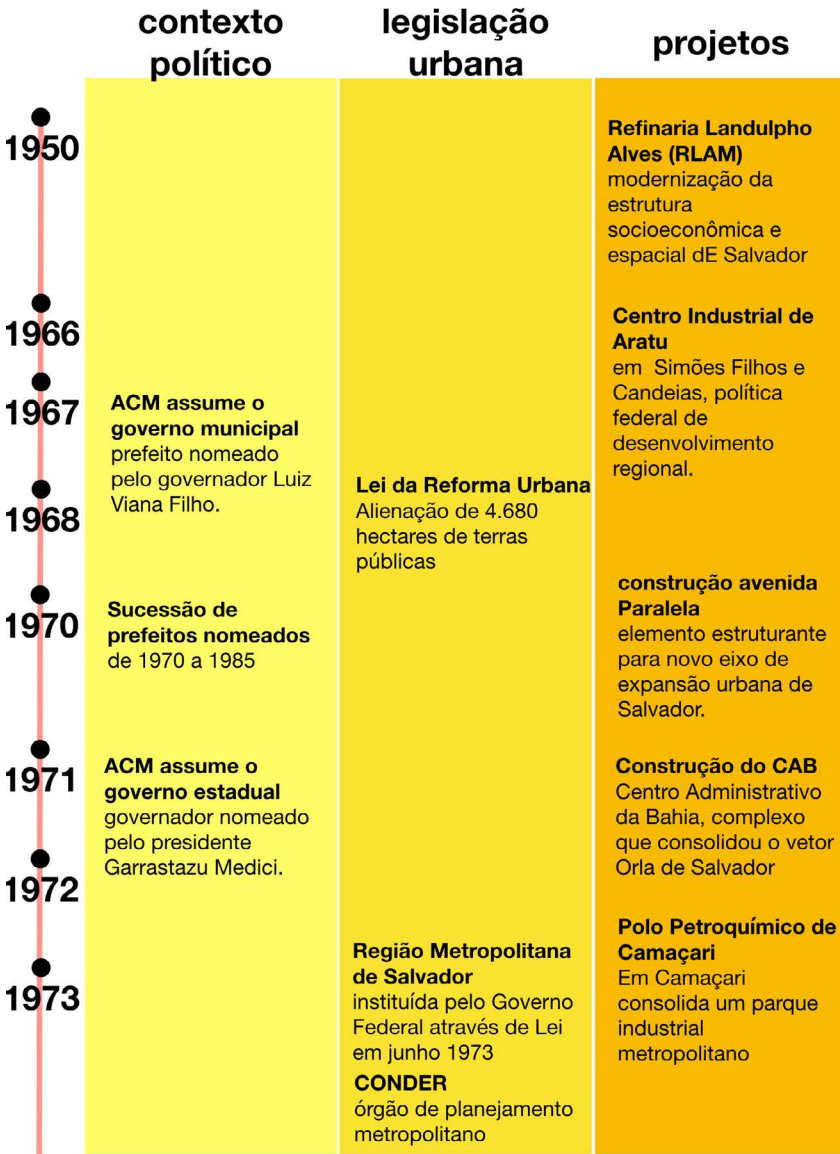 contexto
político
legislação
urbana
projetos
1950
Refinaria Landulpho
Alves (RLAM)
modernização da
estrutura
socioeconômica e
espacial dE Salvador
1966
Centro Industrial de
Aratu
em Simões Filhos e
Candeias, política
federal de
desenvolvimento
regional.
1967
ACM assume o
governo municipal
prefeito nomeado
pelo governador Luiz
Viana Filho.
1968
Lei da Reforma Urbana
Alienação de 4.680
hectares de terras
públicas
1970
Sucessão de
prefeitos nomeados
de 1970 a 1985
construção avenida
Paralela
elemento estruturante
para novo eixo de
expansão urbana de
Salvador.
1971
ACM assume o
governo estadual
governador nomeado
pelo presidente
Garrastazu Medici.
Construção do CAB
Centro Administrativo
da Bahia, complexo
que consolidou o vetor
Orla de Salvador
1972
1973
Região Metropolitana
de Salvador
instituída pelo Governo
Federal através de Lei
em junho 1973
CONDER
órgão de planejamento
metropolitano
Polo Petroquímico de
Camaçari
Em Camaçari
consolida um parque
industrial
metropolitano